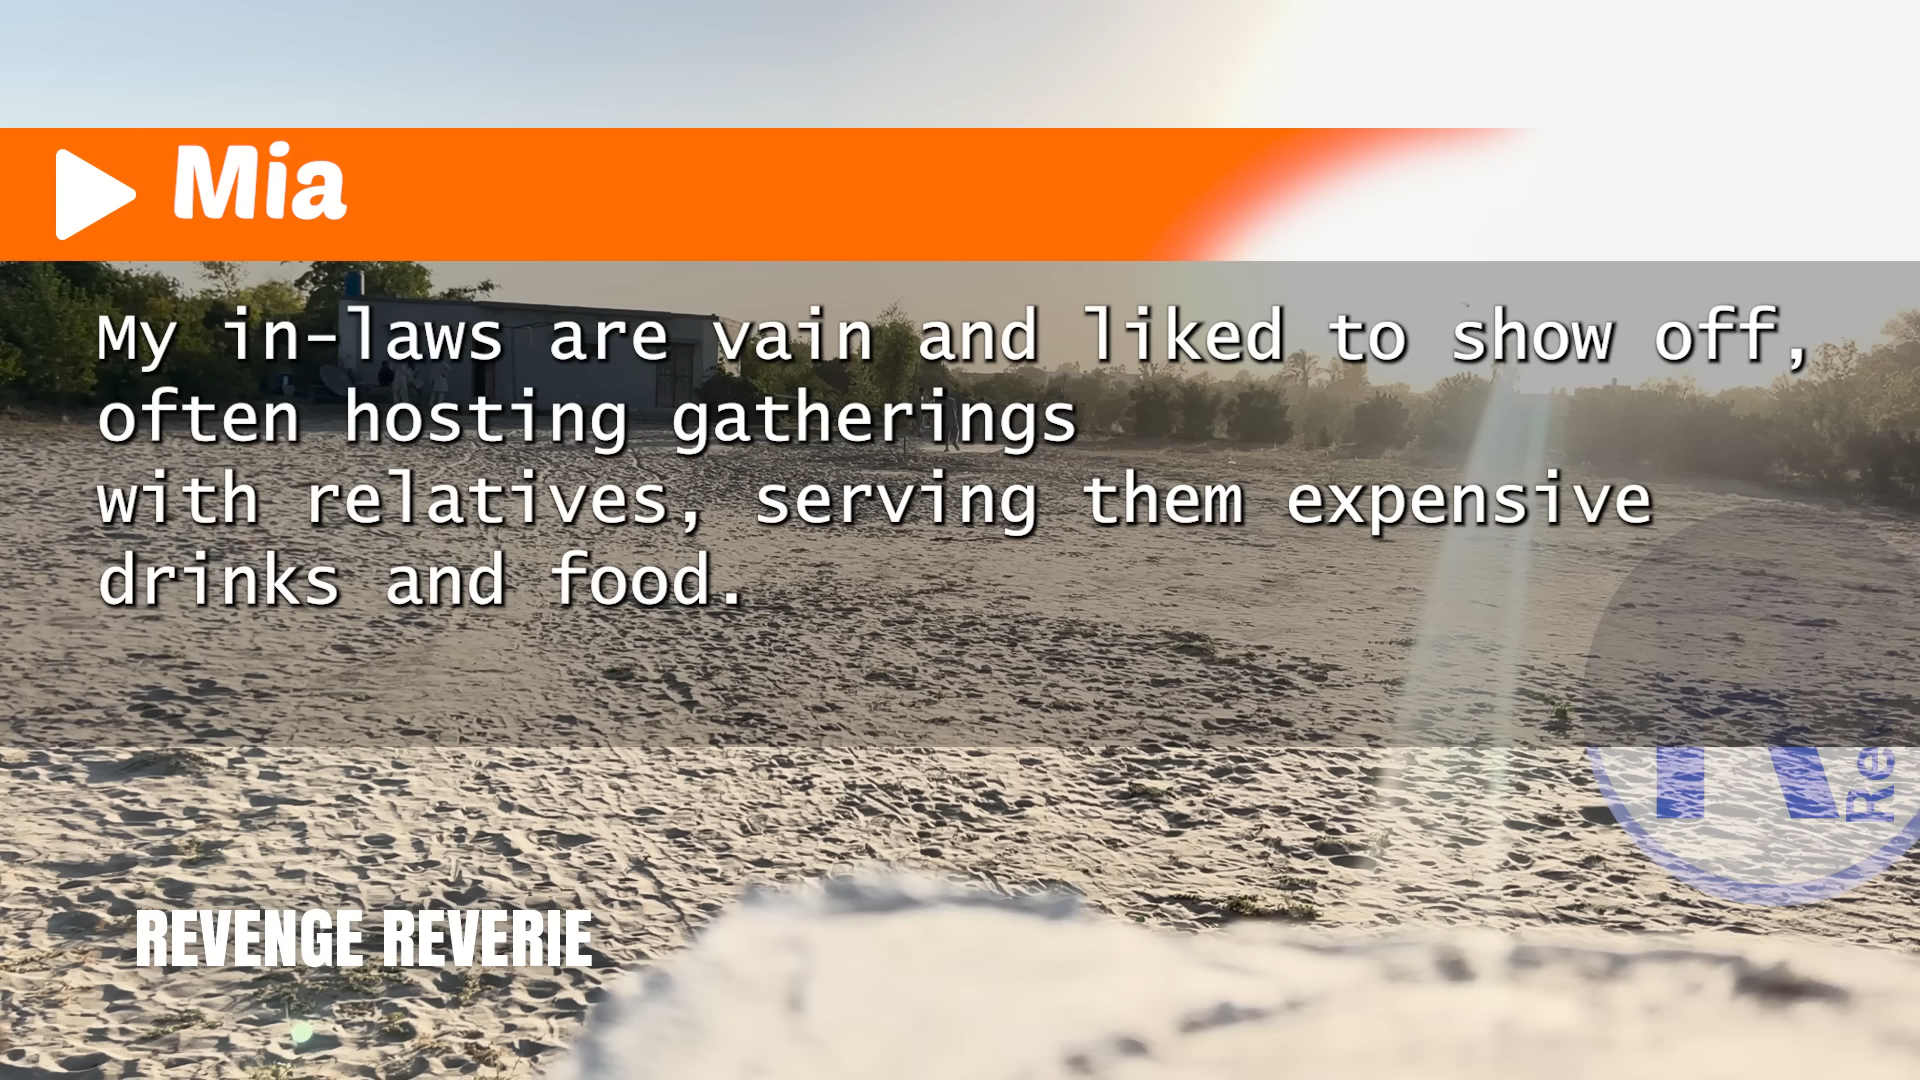 Mia
My in-laws are vain and liked to show off,
often hosting gatherings
with relatives, serving them expensive
drinks and food.
REVENGE REVERIE